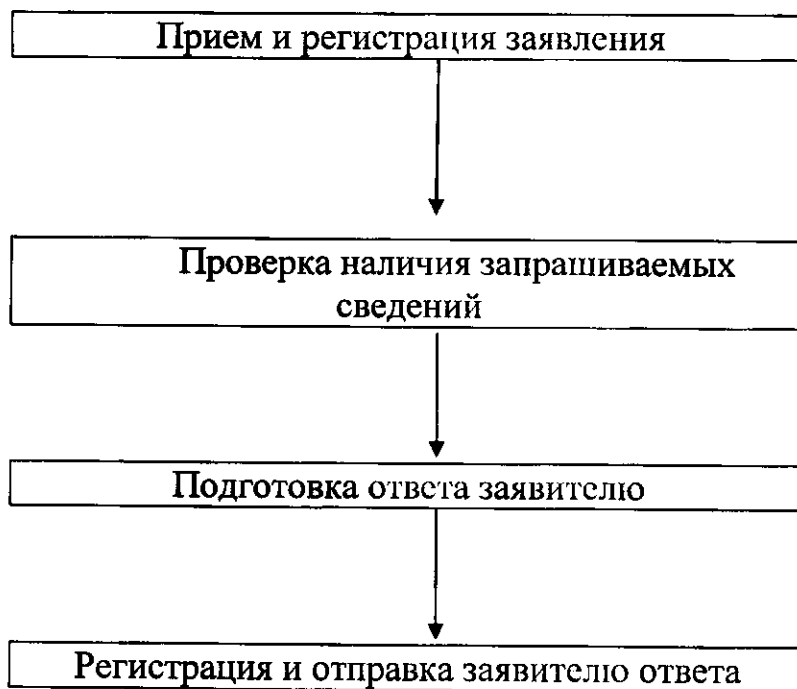 Прием и регистрация заявления
Проверка наличия запрашиваемых
сведений
Подготовка ответа заявителю
Регистрация и отправка заявителю ответа